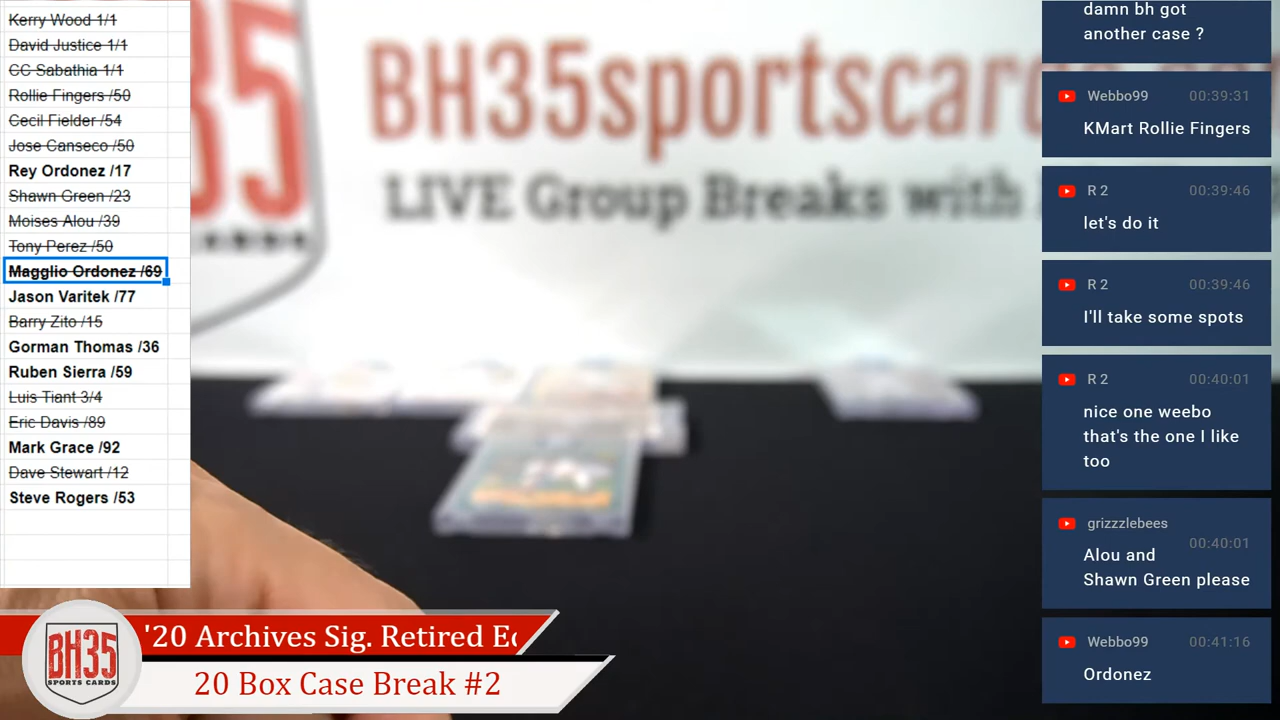 Kerry Wood 1/1
David Justice 1/1
CC Sabathia 1/1
Rollie Fingers /50
Cecil Fielder /54
Jose Canseco /50
Rey Ordonez /17
Shawn Green /23
Moises Alou /39
Tony Perez /50
Magglio Ordonez /69
Jason Varitek /77
Barry Zito /15
Gorman Thomas /36
Ruben Sierra /59
Luis Tiant 3/4
Eric Davis /89
Mark Grace /92
Dave Stewart /12
Steve Rogers /53
35
CARDS
BH35sportscards
LIVE Group Breaks with
damn bh got
another case ?
Webbo99 00:39:31
KMart Rollie Fingers
R 2 00:39:46
let's do it
R 2 00:39:46
I'll take some spots
R 2 00:40:01
nice one weebo
that's the one I like
too
grizzzlebees
00:40:01
Alou and
Shawn Green please
Webbo99 00:41:16
Ordonez
BH35
SPORTS CARDS
'20 Archives Sig. Retired Ed
20 Box Case Break #2